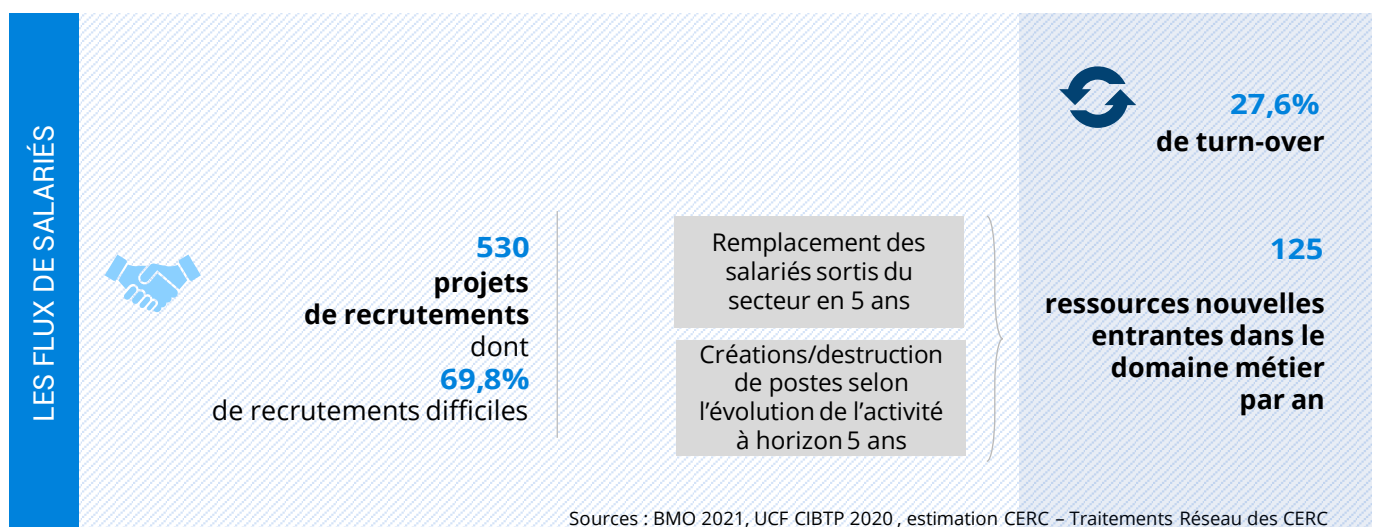 LES FLUX DE SALARIÉS
530
projets
de recrutements
dont
69,8%
de recrutements difficiles
Remplacement des
salariés sortis du
secteur en 5 ans
Créations/destruction
de postes selon
l'évolution de l'activité
à horizon 5 ans
27,6%
de turn-over
125
ressources nouvelles
entrantes dans le
domaine métier
par an
Sources : BMO 2021, UCF CIBTP 2020 , estimation CERC – Traitements Réseau des CERC